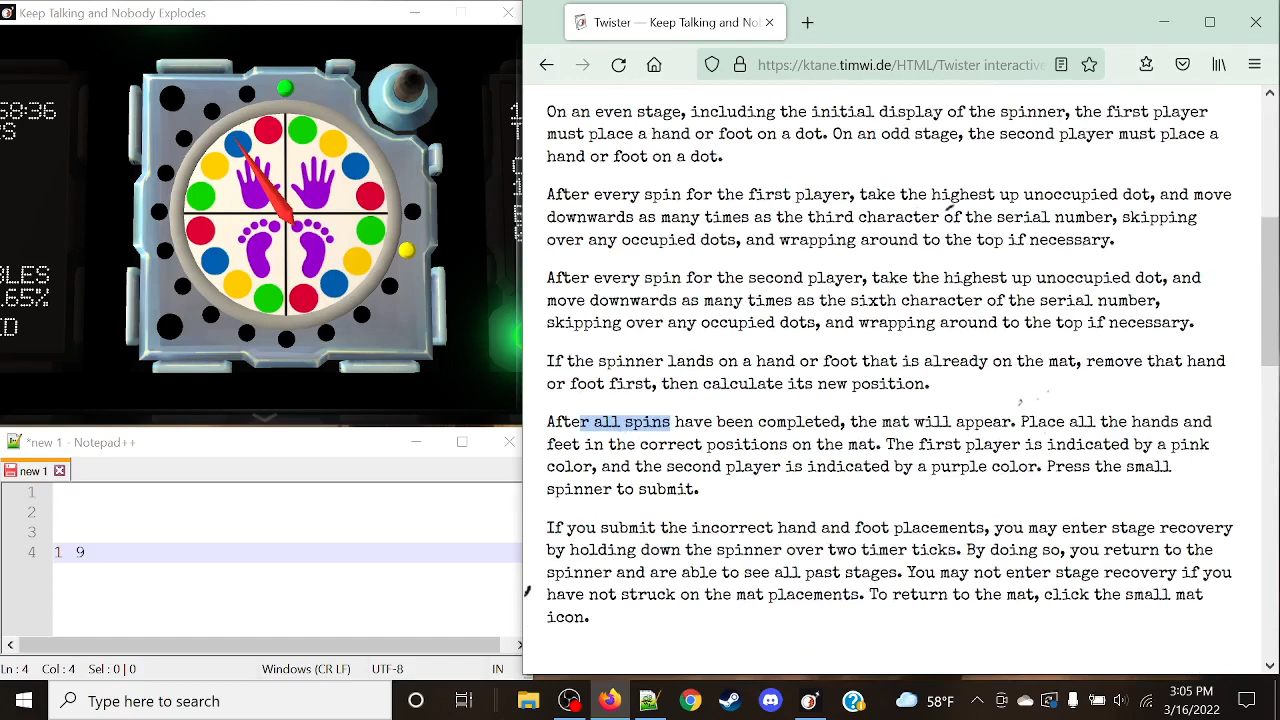 Keep Talking and Nobody Explodes
58:36
S
BLES
65%
D
Twister — Keep Talking and No
https://ktane.timwi.de/HTML/Twister interactive
On an even stage, including the initial display of the spinner, the first player
must place a hand or foot on a dot. On an odd stage, the second player must place a
hand or foot on a dot.
After every spin for the first player, take the highest up unoccupied dot, and move
downwards as many times as the third character of the serial number, skipping
over any occupied dots, and wrapping around to the top if necessary.
After every spin for the second player, take the highest up unoccupied dot, and
move downwards as many times as the sixth character of the serial number,
skipping over any occupied dots, and wrapping around to the top if necessary.
If the spinner lands on a hand or foot that is already on the mat, remove that hand
or foot first, then calculate its new position.
After all spins have been completed, the mat will appear. Place all the hands and
feet in the correct positions on the mat. The first player is indicated by a pink
color, and the second player is indicated by a purple color. Press the small
spinner to submit.
If you submit the incorrect hand and foot placements, you may enter stage recovery
by holding down the spinner over two timer ticks. By doing so, you return to the
spinner and are able to see all past stages. You may not enter stage recovery if you
have not struck on the mat placements. To return to the mat, click the small mat
icon.
*new 1 - Notepad++
new 1
1
2
3
4 1 9
Ln : 4 Col : 4 Sel : 0 | 0 Windows (CR LF) UTF-8 IN
Type here to search
58°F
3:05 PM
3/16/2022